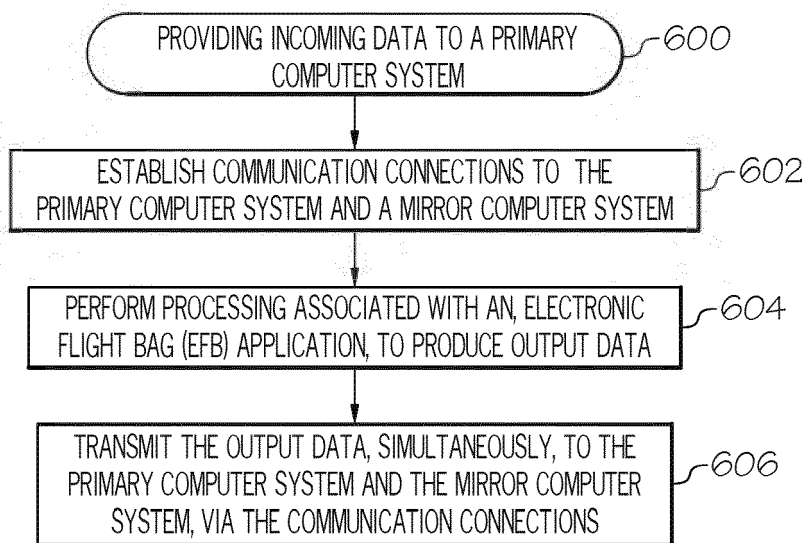 PROVIDING INCOMING DATA TO A PRIMARY
COMPUTER SYSTEM
600
ESTABLISH COMMUNICATION CONNECTIONS TO THE
PRIMARY COMPUTER SYSTEM AND A MIRROR COMPUTER SYSTEM
602
PERFORM PROCESSING ASSOCIATED WITH AN, ELECTRONIC
FLIGHT BAG (EFB) APPLICATION, TO PRODUCE OUTPUT DATA
604
TRANSMIT THE OUTPUT DATA, SIMULTANEOUSLY, TO THE
PRIMARY COMPUTER SYSTEM AND THE MIRROR COMPUTER
SYSTEM, VIA THE COMMUNICATION CONNECTIONS
606